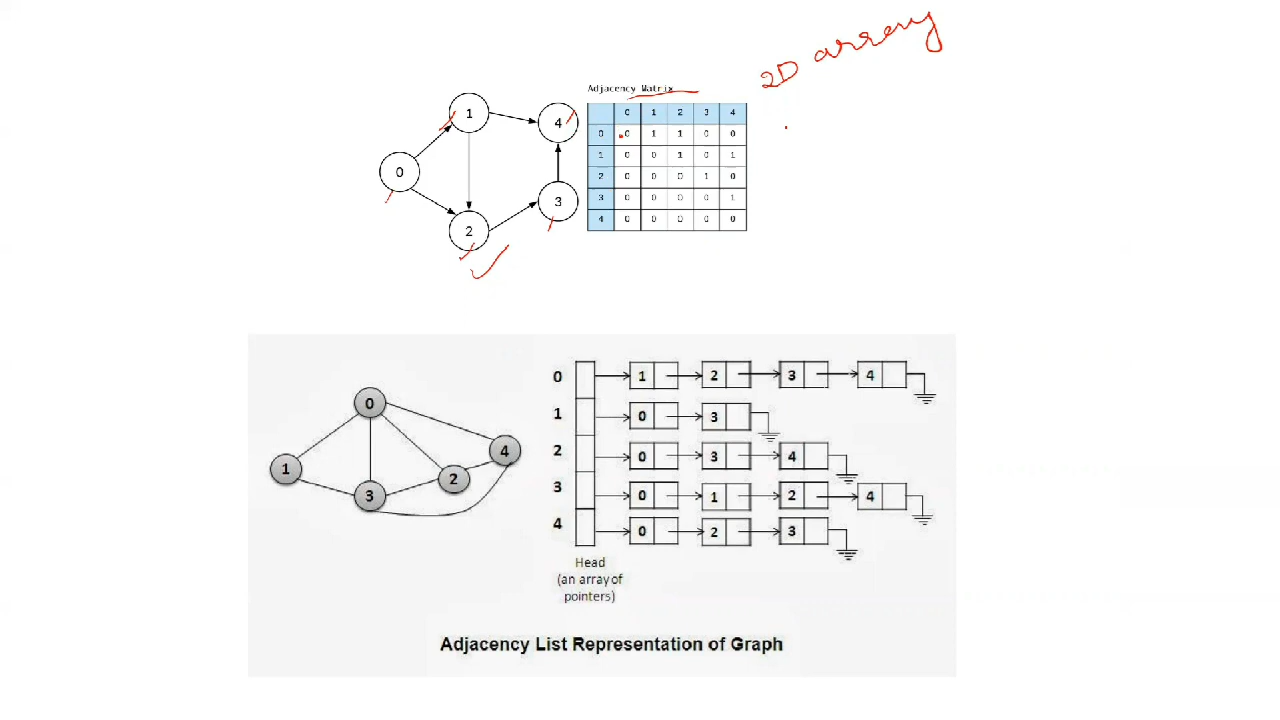 2D array
Adjacency Matrix
0 1 2 3 4
0 0 1 1 0 0
1 0 0 1 0 1
2 0 0 0 1 0
3 0 0 0 0 1
4 0 0 0 0 0
1
4
0
3
2
0 1 2 3 4
1 0 3
2 0 3 4
3 0 1 2 4
4 0 2 3
0
4
1
2
3
Head
(an array of
pointers)
Adjacency List Representation of Graph